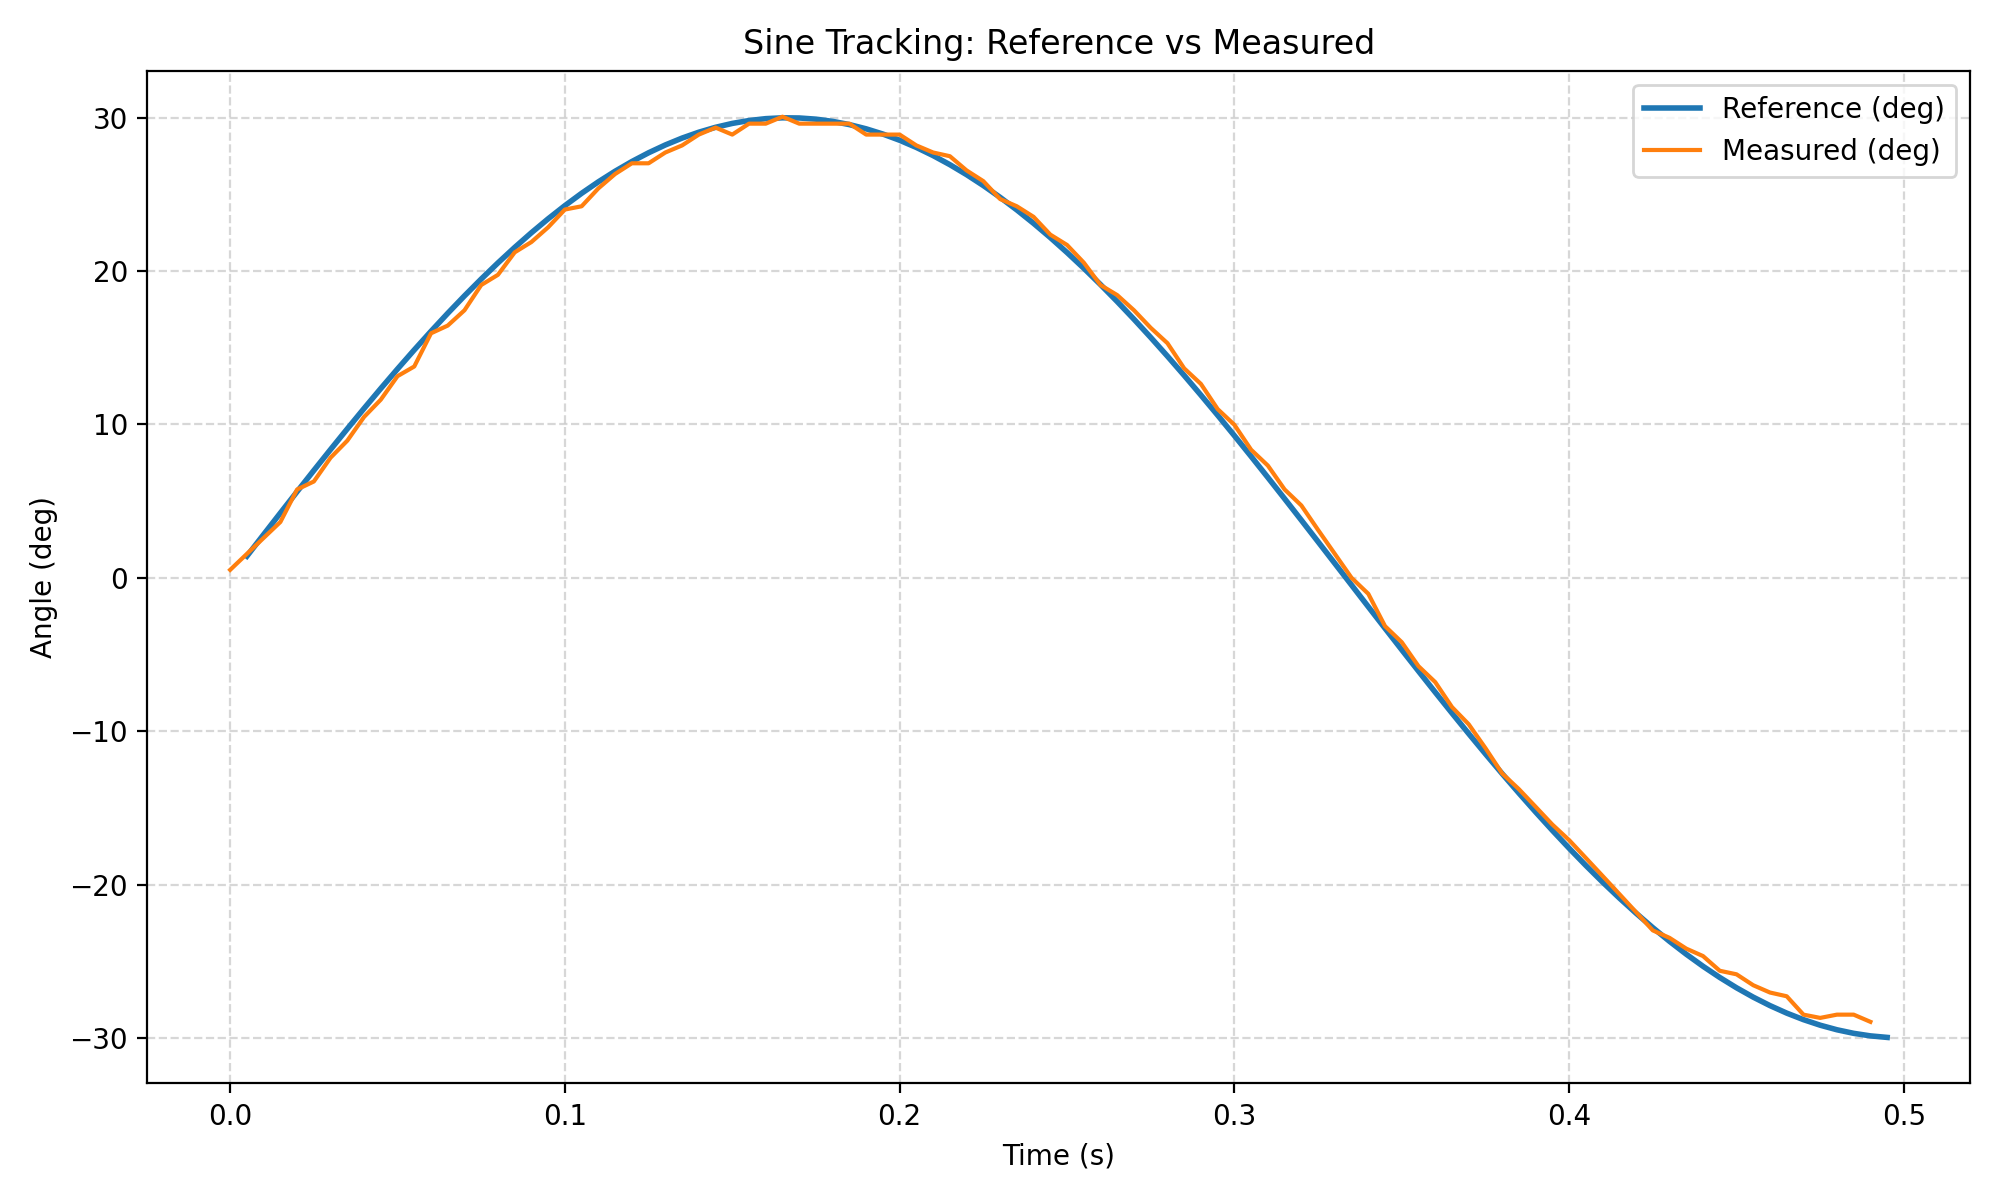 Sine Tracking: Reference vs Measured
Reference (deg)
Measured (deg)
30
20
10
0
−10
−20
−30
Angle (deg)
0.0 0.1 0.2 0.3 0.4 0.5
Time (s)